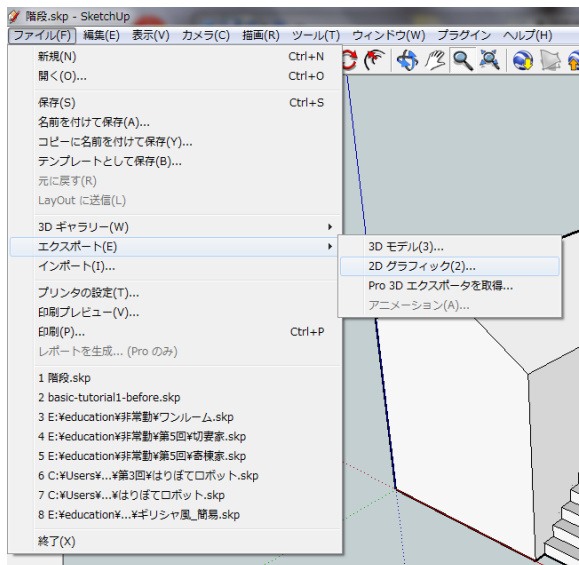 階段.skp - SketchUp
ファイル(F) 編集(E) 表示(V) カメラ(C) 描画(R) ツール(T) ウィンドウ(W) プラグイン ヘルプ(H)
新規(N) Ctrl+N
開く(O)... Ctrl+O
保存(S) Ctrl+S
名前を付けて保存(A)...
コピーに名前を付けて保存(Y)...
テンプレートとして保存(B)...
元に戻す(R)
LayOut に送信(L)
3D ギャラリー(W)
エクスポート(E)
3D モデル(3)...
2D グラフィック(2)...
Pro 3D エクスポータを取得...
アニメーション(A)...
インポート(I)...
プリンタの設定(T)...
印刷プレビュー(V)...
印刷(P)... Ctrl+P
レポートを生成... (Pro のみ)
1 階段.skp
2 basic-tutorial1-before.skp
3 E:¥education¥非常勤¥ワンルーム.skp
4 E:¥education¥非常勤¥第5回¥切妻家.skp
5 E:¥education¥非常勤¥第5回¥寄棟家.skp
6 C:¥Users¥...¥第3回¥はりぼてロボット.skp
7 C:¥Users¥...¥はりぼてロボット.skp
8 E:¥education¥...¥ギリシャ風_簡易.skp
終了(X)